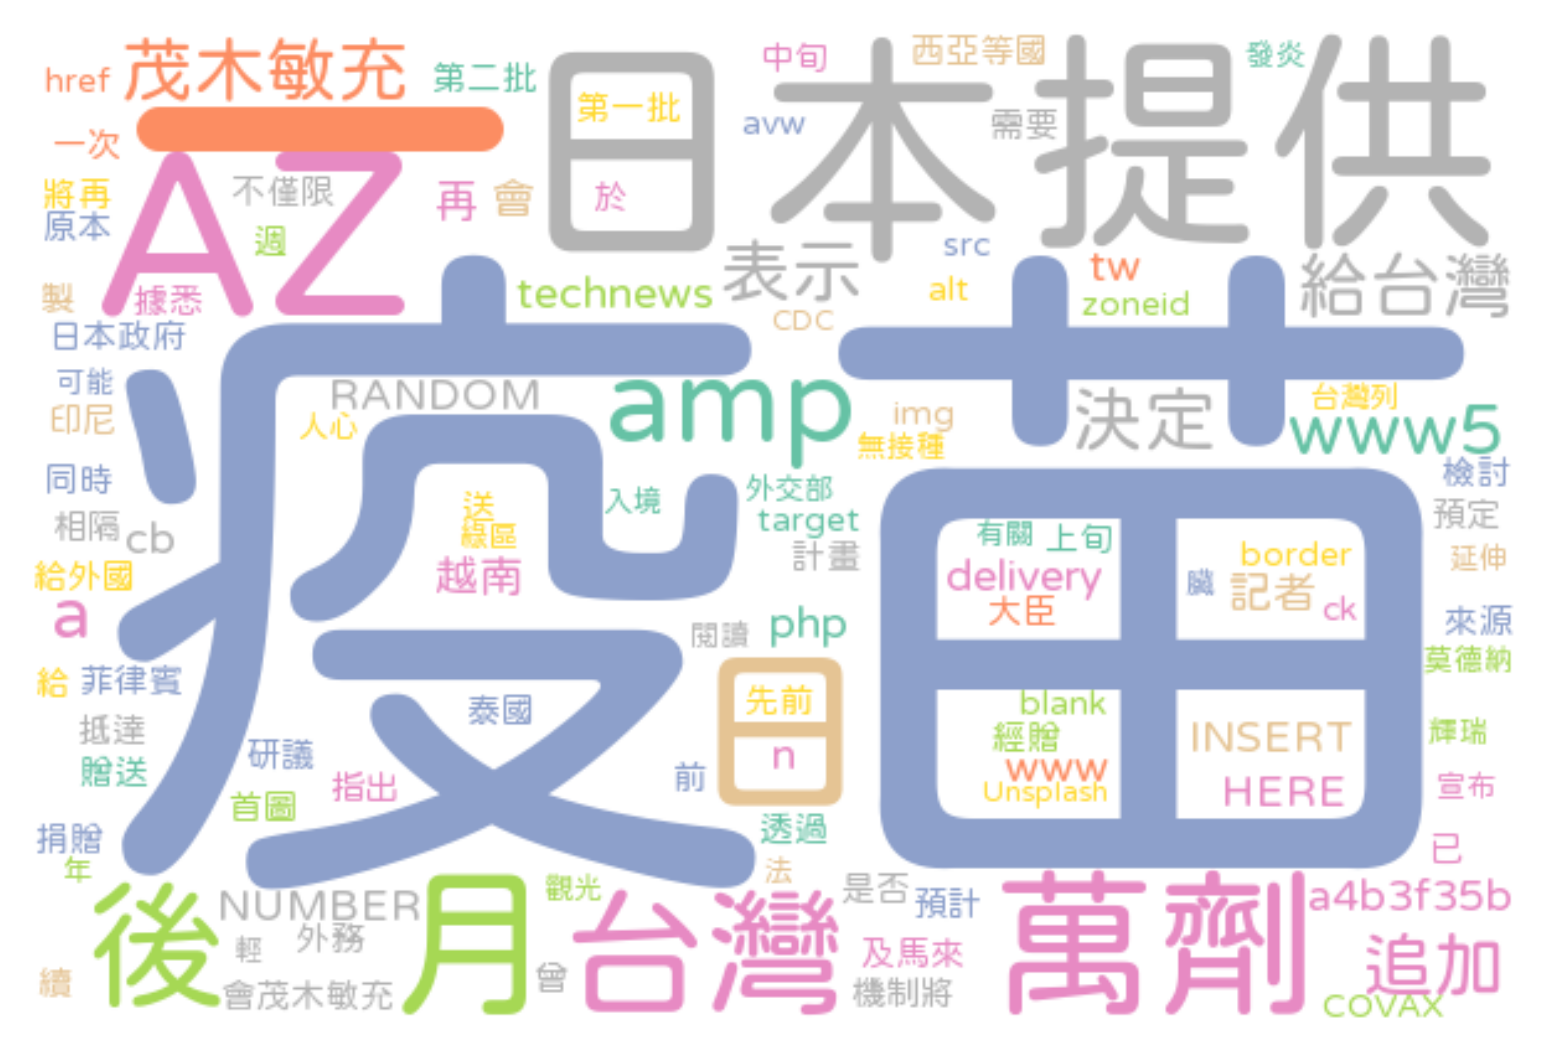 href
茂木敏充
第二批
日本提供
第一批
中旬
西亞等國
發炎
avw
需要
一次
一
AZ
將再
不僅限
再
會
於
原本
週
表示
src
tw
給台灣
製
據悉
technews
alt
zoneid
CDC
日本政府
疫苗
可能
RANDOM
amp
img
決定
台灣列
印尼
人心
無接種
www5
同時
送
入境
外交部
檢討
相隔
cb
綠區
target
有關
上旬
預定
計畫
border
給外國
越南
delivery
臟
記者
延伸
a
大臣
ck
閱讀
php
來源
給
菲律賓
莫德納
泰國
日
先前
blank
抵達
經贈
INSERT
輝瑞
贈送
研議
n
www
指出
前
Unsplash
HERE
宣布
首圖
捐贈
透過
年
法
已
後
NUMBER
月
觀光
台灣
是否
預計
萬劑
a4b3f35b
輕
外務
及馬來
追加
續
會茂木敏充
曾
機制將
COVAX